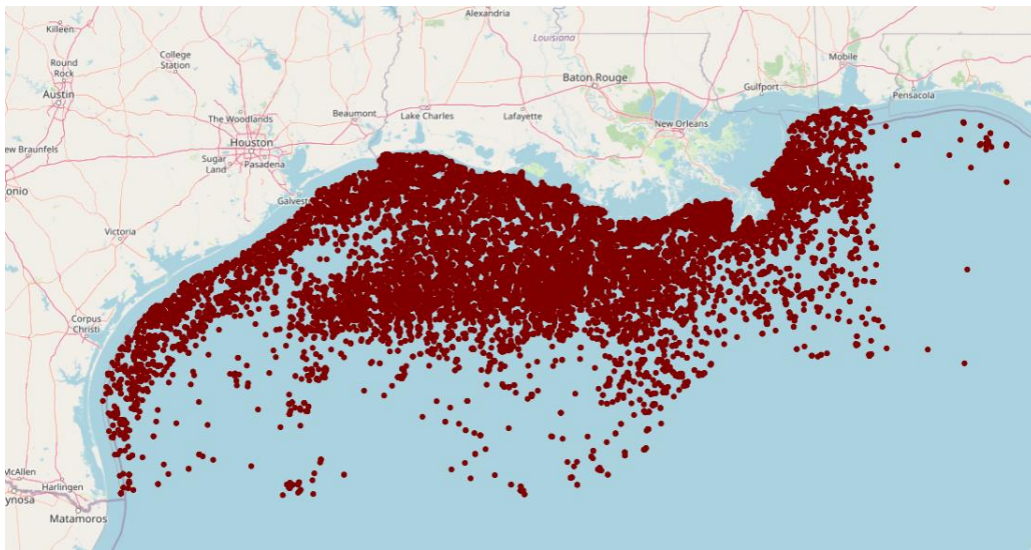 Alexandria
Killeen
College
Station
Louisiana
Round
Rock
Austin
Mobile
Baton Rouge
Gulfport
Pensacola
The Woodlands
Beaumont
Lake Charles
Lafayette
New Orleans
Houston
ew Braunfels
Sugar
Land
Pasadena
onio
Galvest
Victoria
Corpus
Christi
McAllen
Harlingen
ynosa
Matamoros